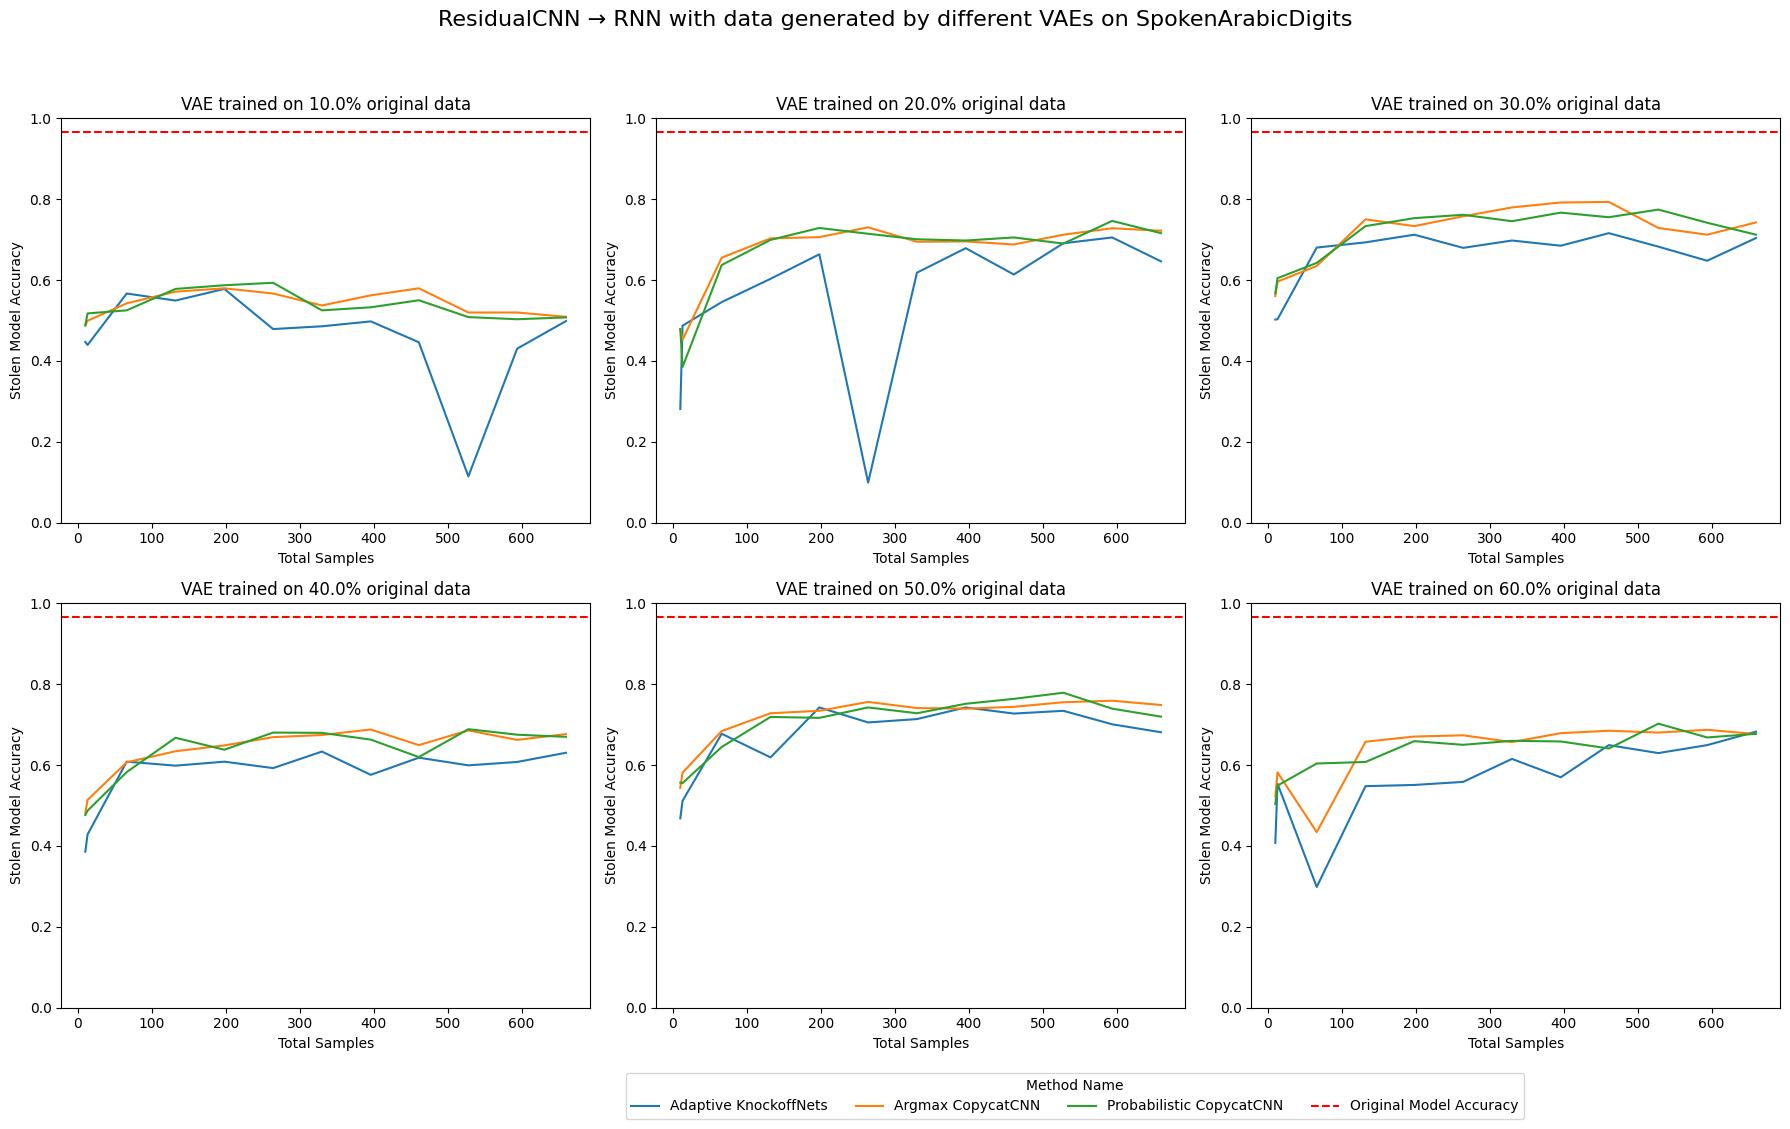 ResidualCNN → RNN with data generated by different VAEs on SpokenArabicDigits
VAE trained on 10.0% original data
1.0
0.8
0.6
0.4
0.2
0.0
Stolen Model Accuracy
0 100 200 300 400 500 600
Total Samples
VAE trained on 20.0% original data
1.0
0.8
0.6
0.4
0.2
0.0
Stolen Model Accuracy
0 100 200 300 400 500 600
Total Samples
VAE trained on 30.0% original data
1.0
0.8
0.6
0.4
0.2
0.0
Stolen Model Accuracy
0 100 200 300 400 500 600
Total Samples
VAE trained on 40.0% original data
1.0
0.8
0.6
0.4
0.2
0.0
Stolen Model Accuracy
0 100 200 300 400 500 600
Total Samples
VAE trained on 50.0% original data
1.0
0.8
0.6
0.4
0.2
0.0
Stolen Model Accuracy
0 100 200 300 400 500 600
Total Samples
VAE trained on 60.0% original data
1.0
0.8
0.6
0.4
0.2
0.0
Stolen Model Accuracy
0 100 200 300 400 500 600
Total Samples
Method Name
Adaptive KnockoffNets Argmax CopycatCNN Probabilistic CopycatCNN Original Model Accuracy